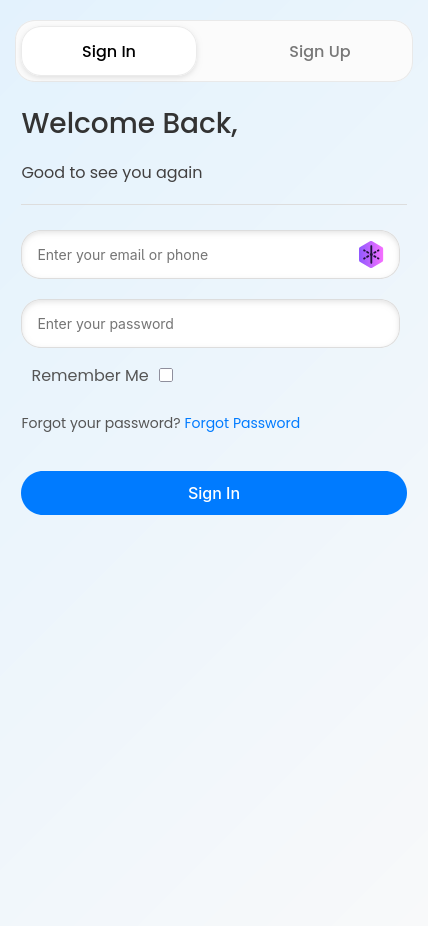 Sign In
Sign Up
Welcome Back,
Good to see you again
Enter your email or phone
Enter your password
Remember Me
Forgot your password? Forgot Password
Sign In